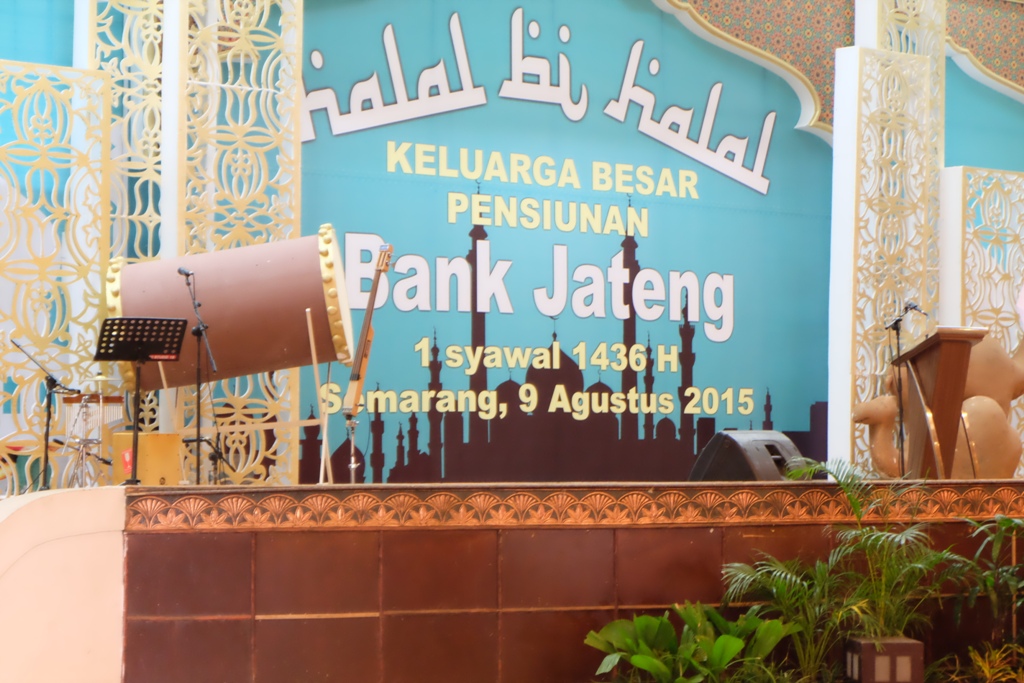 halal bi halal
KELUARGA BESAR
PENSIUNAN
Bank Jateng
1 syawal 1436 H
Semarang, 9 Agustus 2015